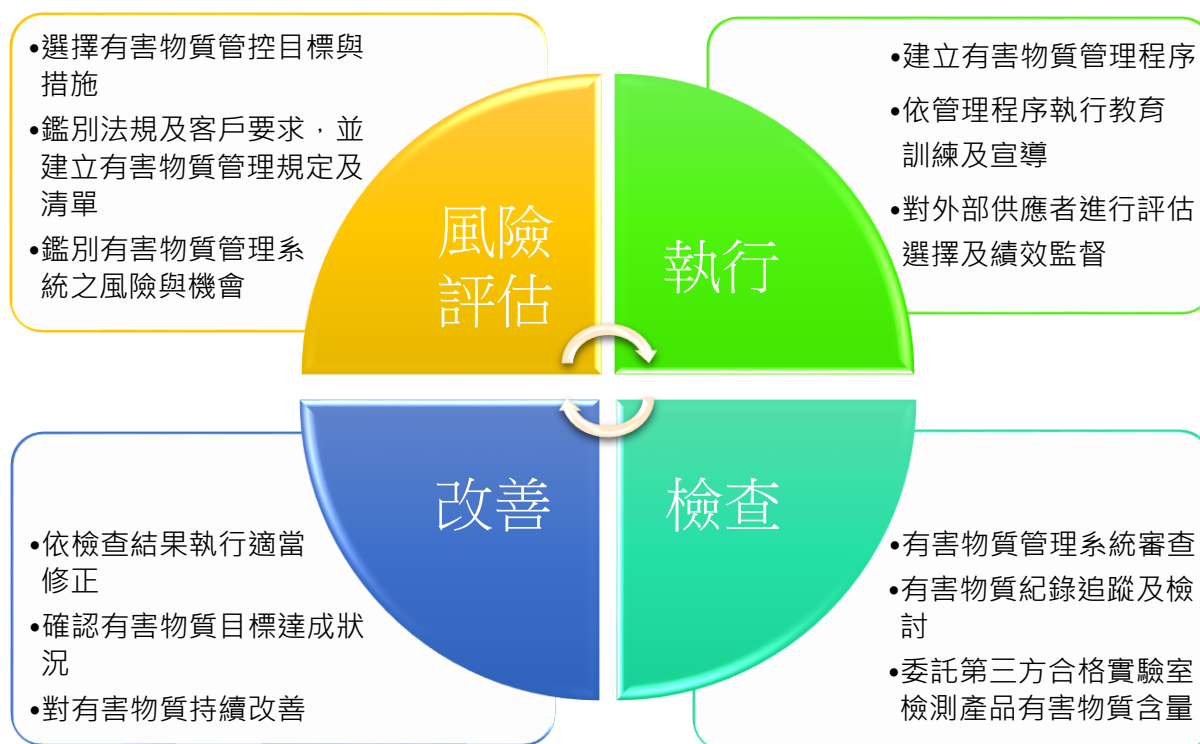 •選擇有害物質管控目標與
措施
•鑑別法規及客戶要求，並
建立有害物質管理規定及
清單
•鑑別有害物質管理系
統之風險與機會
風險
評估
•建立有害物質管理程序
•依管理程序執行教育
訓練及宣導
•對外部供應者進行評估
選擇及績效監督
執行
改善
•依檢查結果執行適當
修正
•確認有害物質目標達成狀
況
•對有害物質持續改善
檢查
•有害物質管理系統審查
•有害物質紀錄追蹤及檢
討
•委託第三方合格實驗室
檢測產品有害物質含量